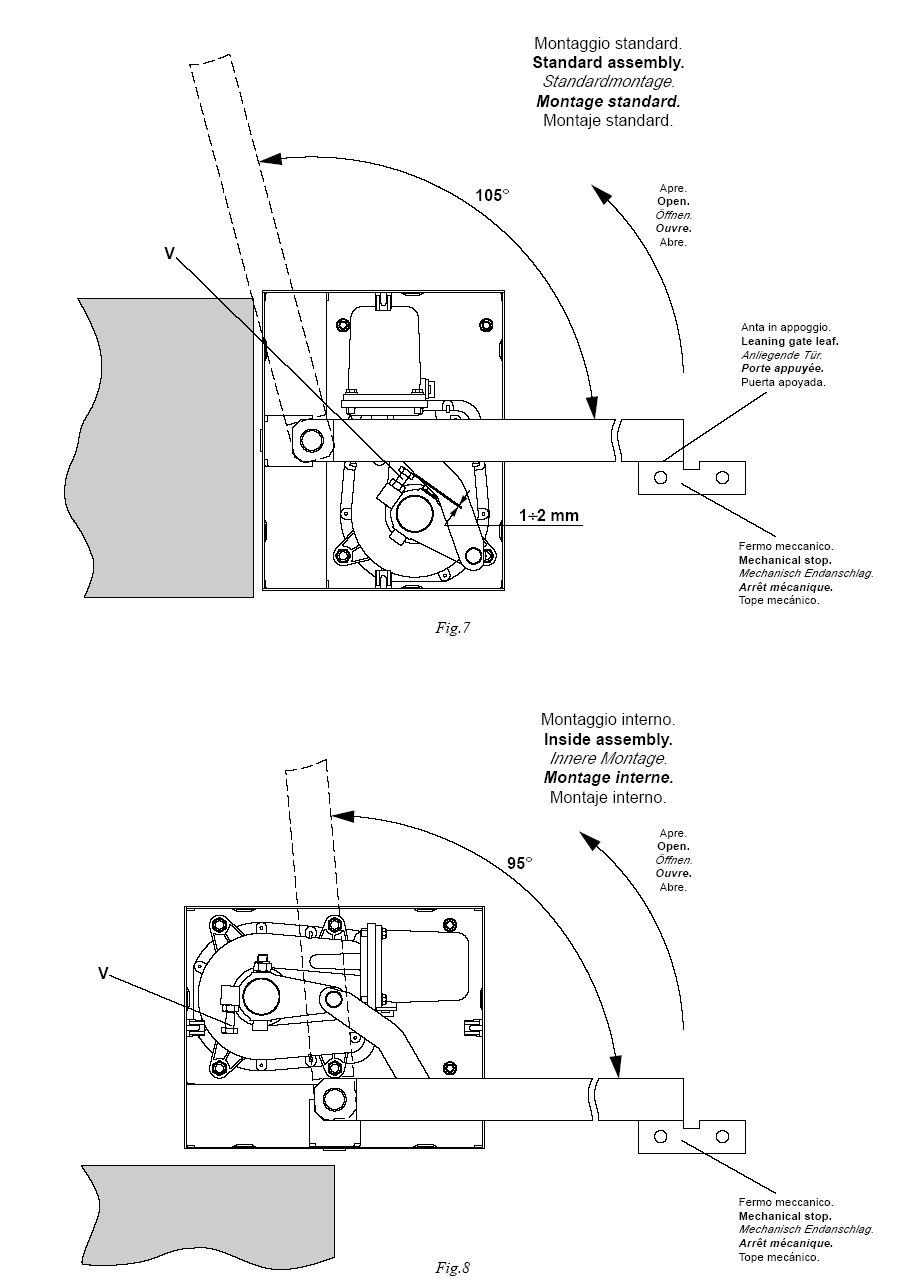 Montaggio standard.
Standard assembly.
Standardmontage.
Montage standard.
Montaje standard.
105°
Apre.
Open.
Öffnen.
Ouvre.
Abre.
V
Anta in appoggio.
Leaning gate leaf.
Anliegende Tür.
Porte appuyée.
Puerta apoyada.
1÷2 mm
Fermo meccanico.
Mechanical stop.
Mechanisch Endanschlag.
Arrêt mécanique.
Tope mecánico.
Fig.7
Montaggio interno.
Inside assembly.
Innere Montage.
Montage interne.
Montaje interno.
95°
Apre.
Open.
Öffnen.
Ouvre.
Abre.
V
Fermo meccanico.
Mechanical stop.
Mechanisch Endanschlag.
Arrêt mécanique.
Tope mecánico.
Fig.8